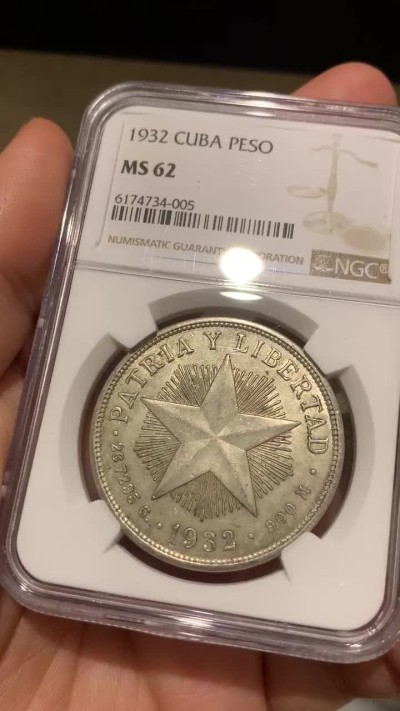 1932 CUBA PESO
MS 62
6174734-005
NUMISMATIC GUARANTY CORPORATION
NGC®
PATRIA Y LIBERTAD
26.7295 G. · 1932 · 900 M